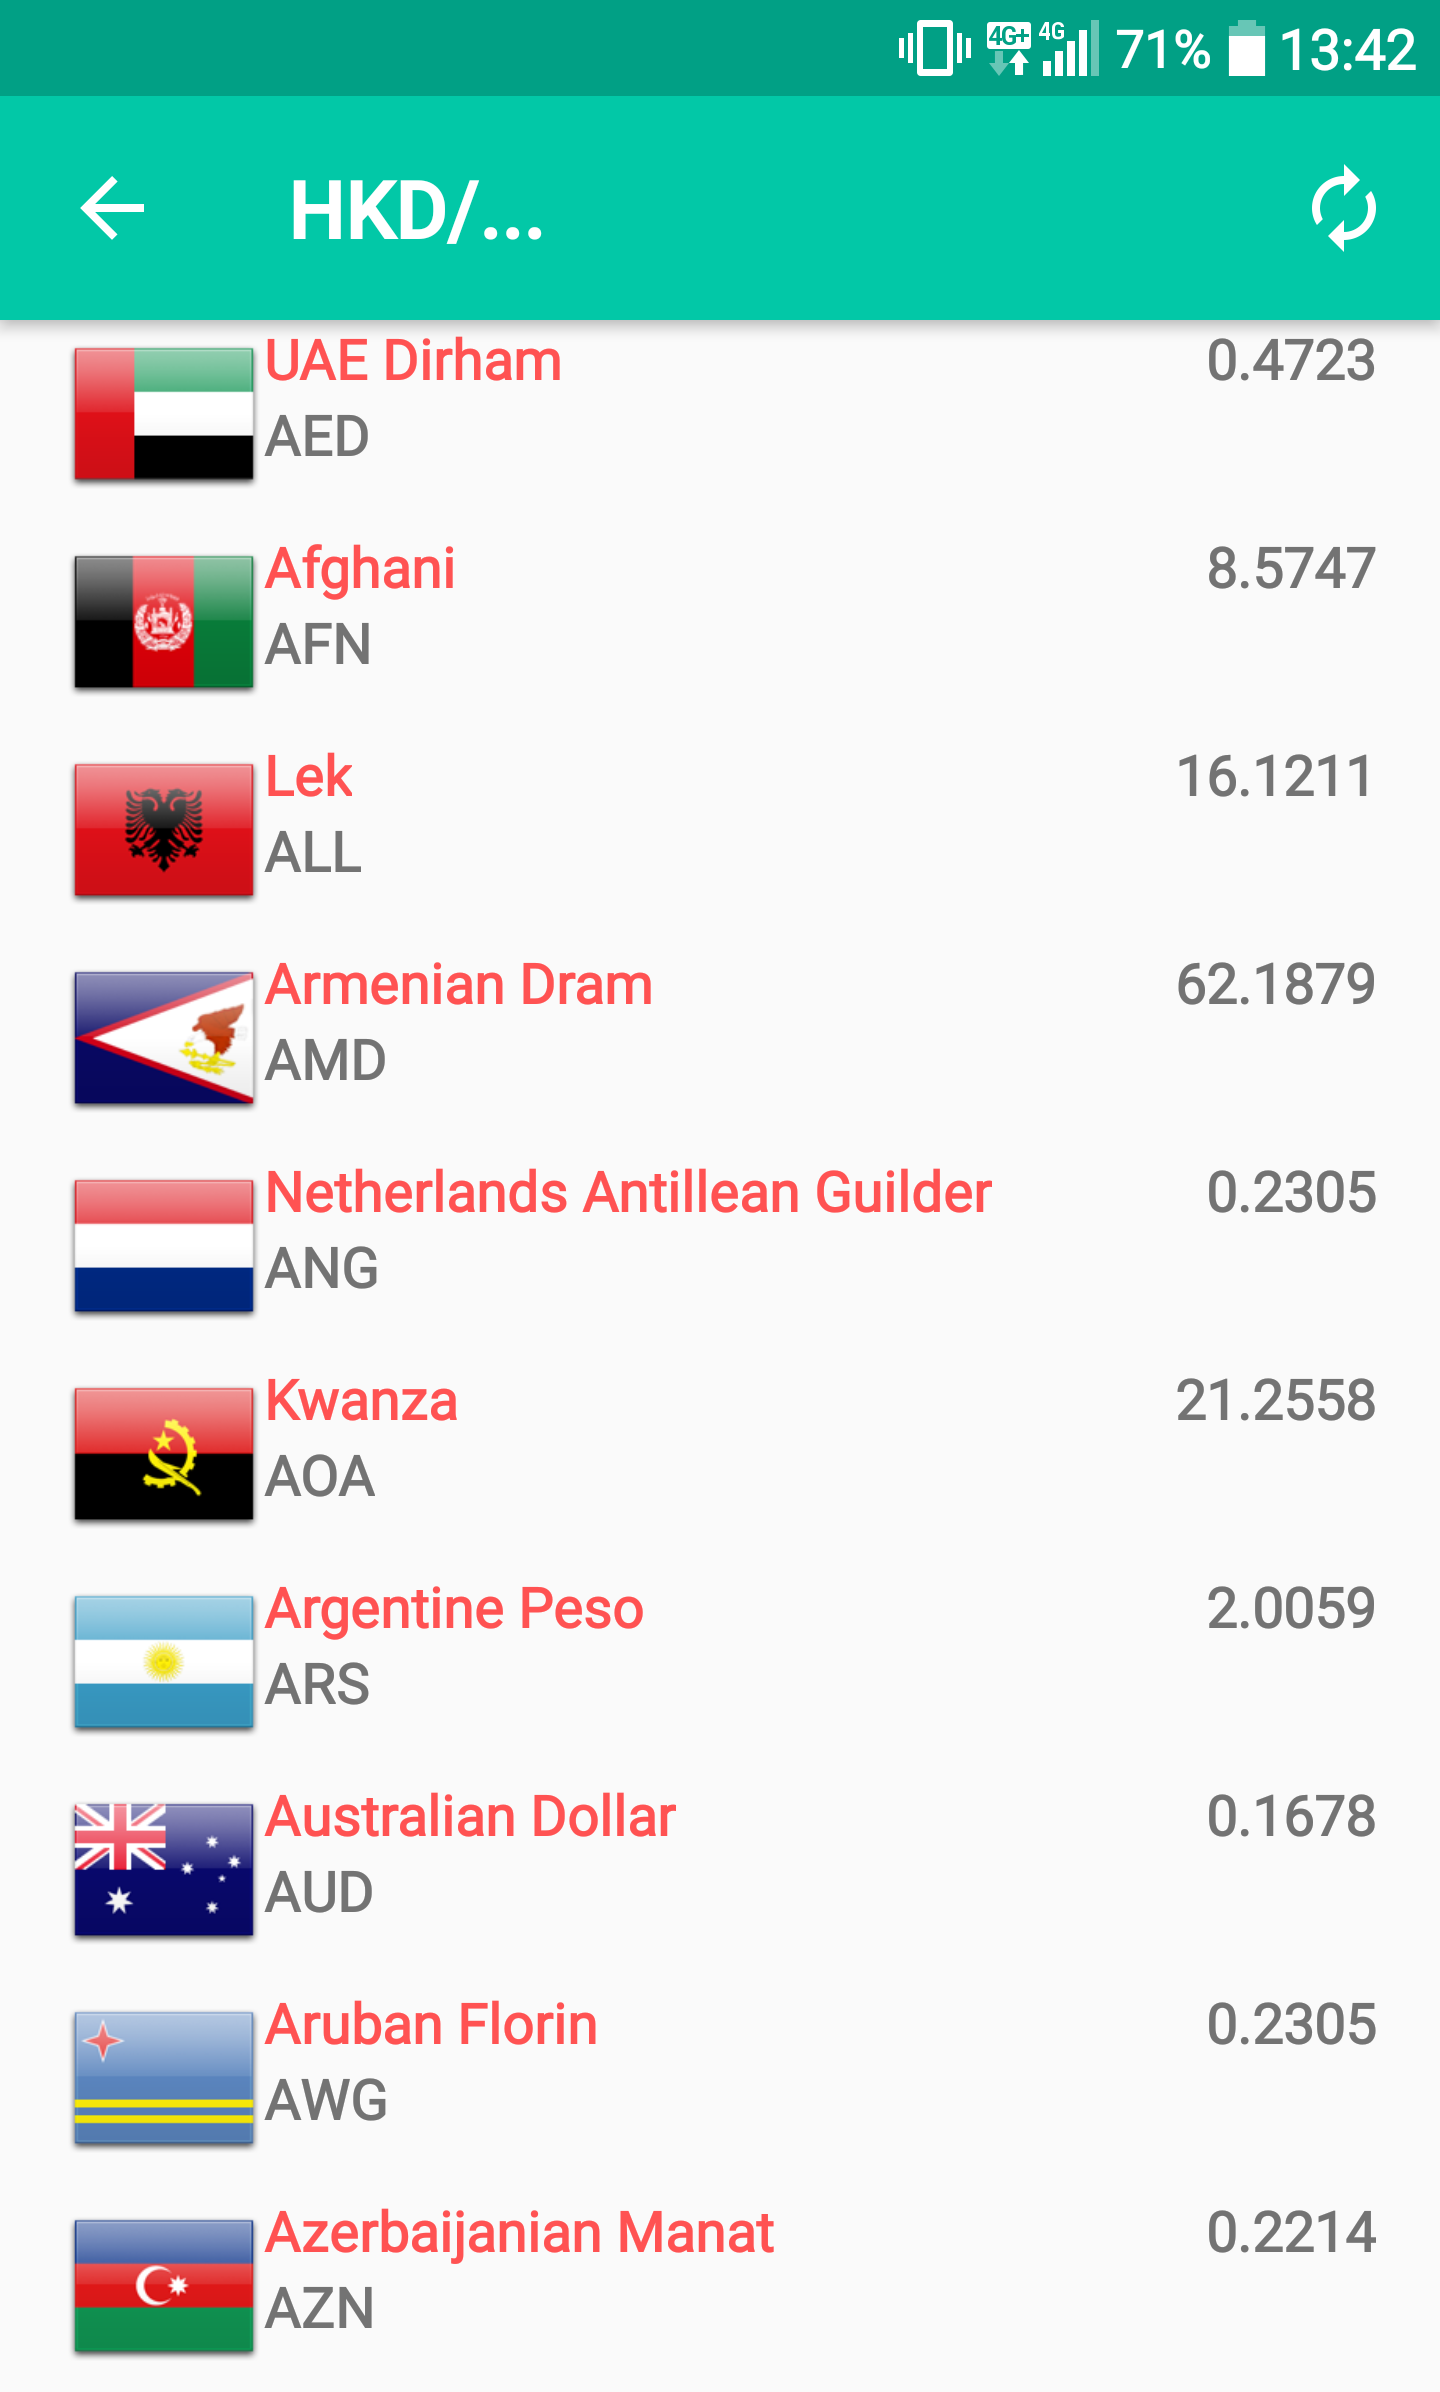 4G+ 4G 71% 13:42
HKD/...
UAE Dirham 0.4723
AED
Afghani 8.5747
AFN
Lek 16.1211
ALL
Armenian Dram 62.1879
AMD
Netherlands Antillean Guilder 0.2305
ANG
Kwanza 21.2558
AOA
Argentine Peso 2.0059
ARS
Australian Dollar 0.1678
AUD
Aruban Florin 0.2305
AWG
Azerbaijanian Manat 0.2214
AZN